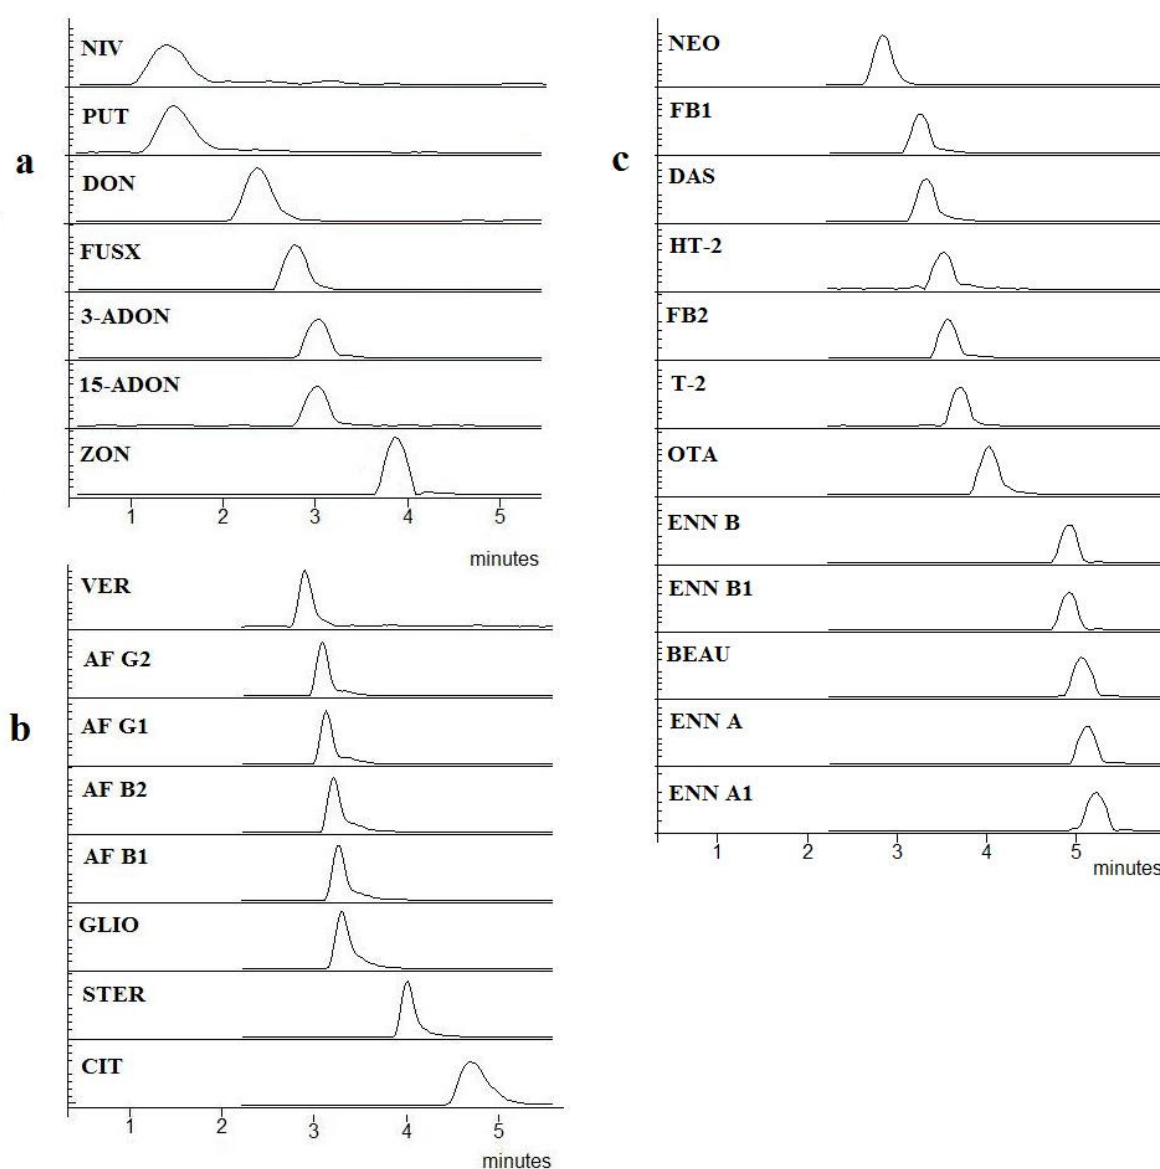 a
NIV
PUT
DON
FUSX
3-ADON
15-ADON
ZON
1 2 3 4 5
minutes
b
VER
AF G2
AF G1
AF B2
AF B1
GLIO
STER
CIT
1 2 3 4 5
minutes
c
NEO
FB1
DAS
HT-2
FB2
T-2
OTA
ENN B
ENN B1
BEAU
ENN A
ENN A1
1 2 3 4 5
minutes